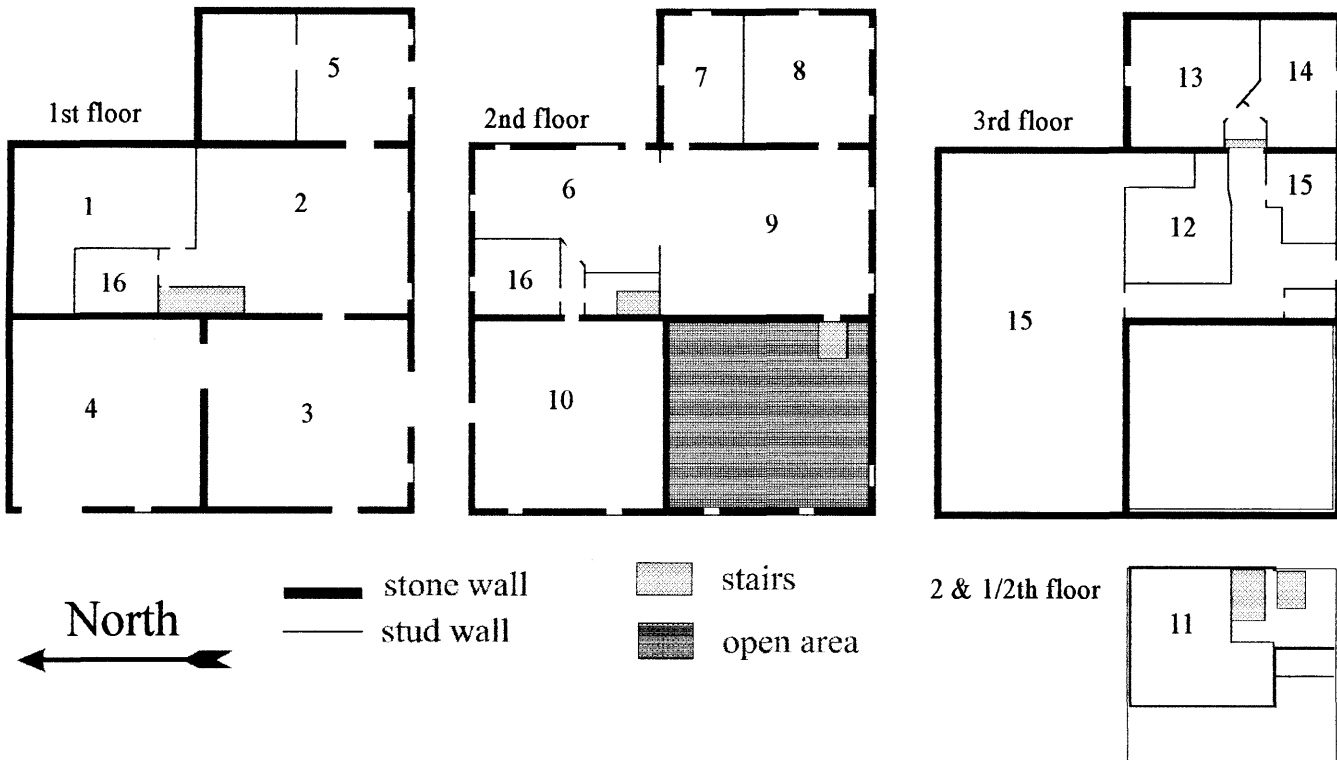 1st floor
5
1
2
16
4
3
2nd floor
7
8
6
9
16
10
3rd floor
13
14
12
15
15
North
stone wall
stud wall
stairs
open area
2 & 1/2th floor
11